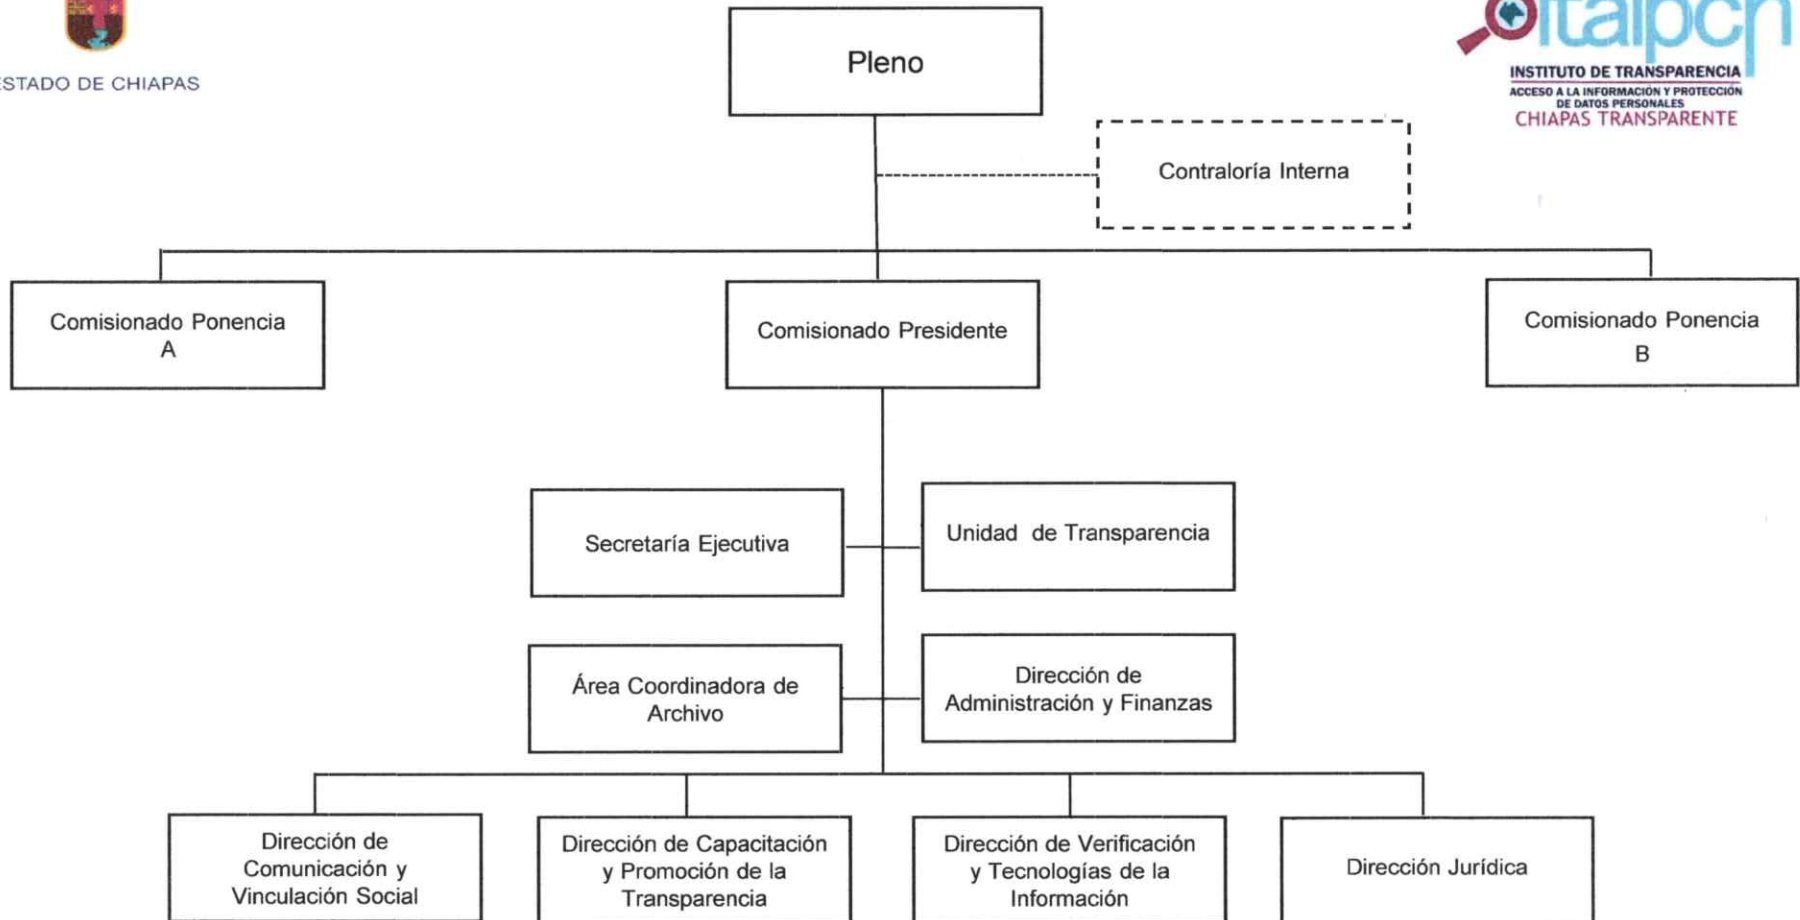 Pleno
ESTADO DE CHIAPAS
itaipch
INSTITUTO DE TRANSPARENCIA
ACCESO A LA INFORMACIÓN Y PROTECCIÓN
DE DATOS PERSONALES
CHIAPAS TRANSPARENTE
Contraloría Interna
Comisionado Ponencia
A
Comisionado Presidente
Comisionado Ponencia
B
Secretaría Ejecutiva
Unidad de Transparencia
Área Coordinadora de
Archivo
Dirección de
Administración y Finanzas
Dirección de
Comunicación y
Vinculación Social
Dirección de Capacitación
y Promoción de la
Transparencia
Dirección de Verificación
y Tecnologías de la
Información
Dirección Jurídica